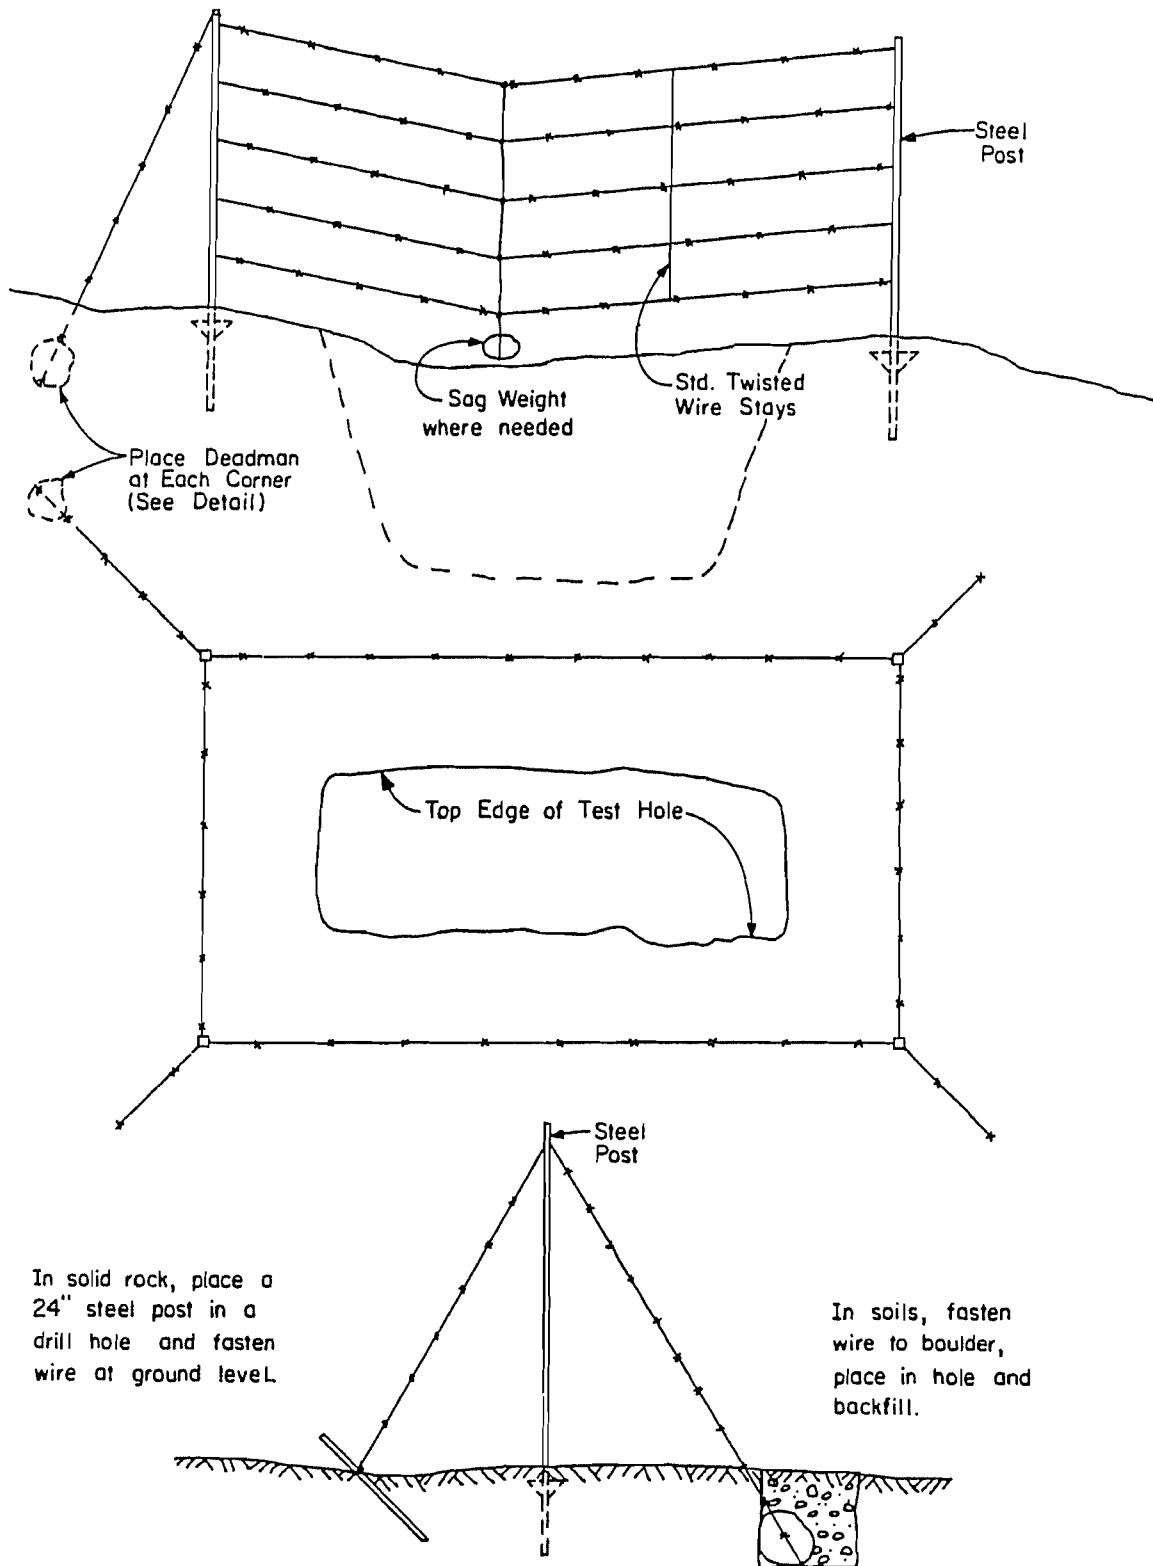 Steel
Post
Sag Weight
where needed
Std. Twisted
Wire Stays
Place Deadman
at Each Corner
(See Detail)
Top Edge of Test Hole
Steel
Post
In solid rock, place a
24" steel post in a
drill hole and fasten
wire at ground level.
In soils, fasten
wire to boulder,
place in hole and
backfill.